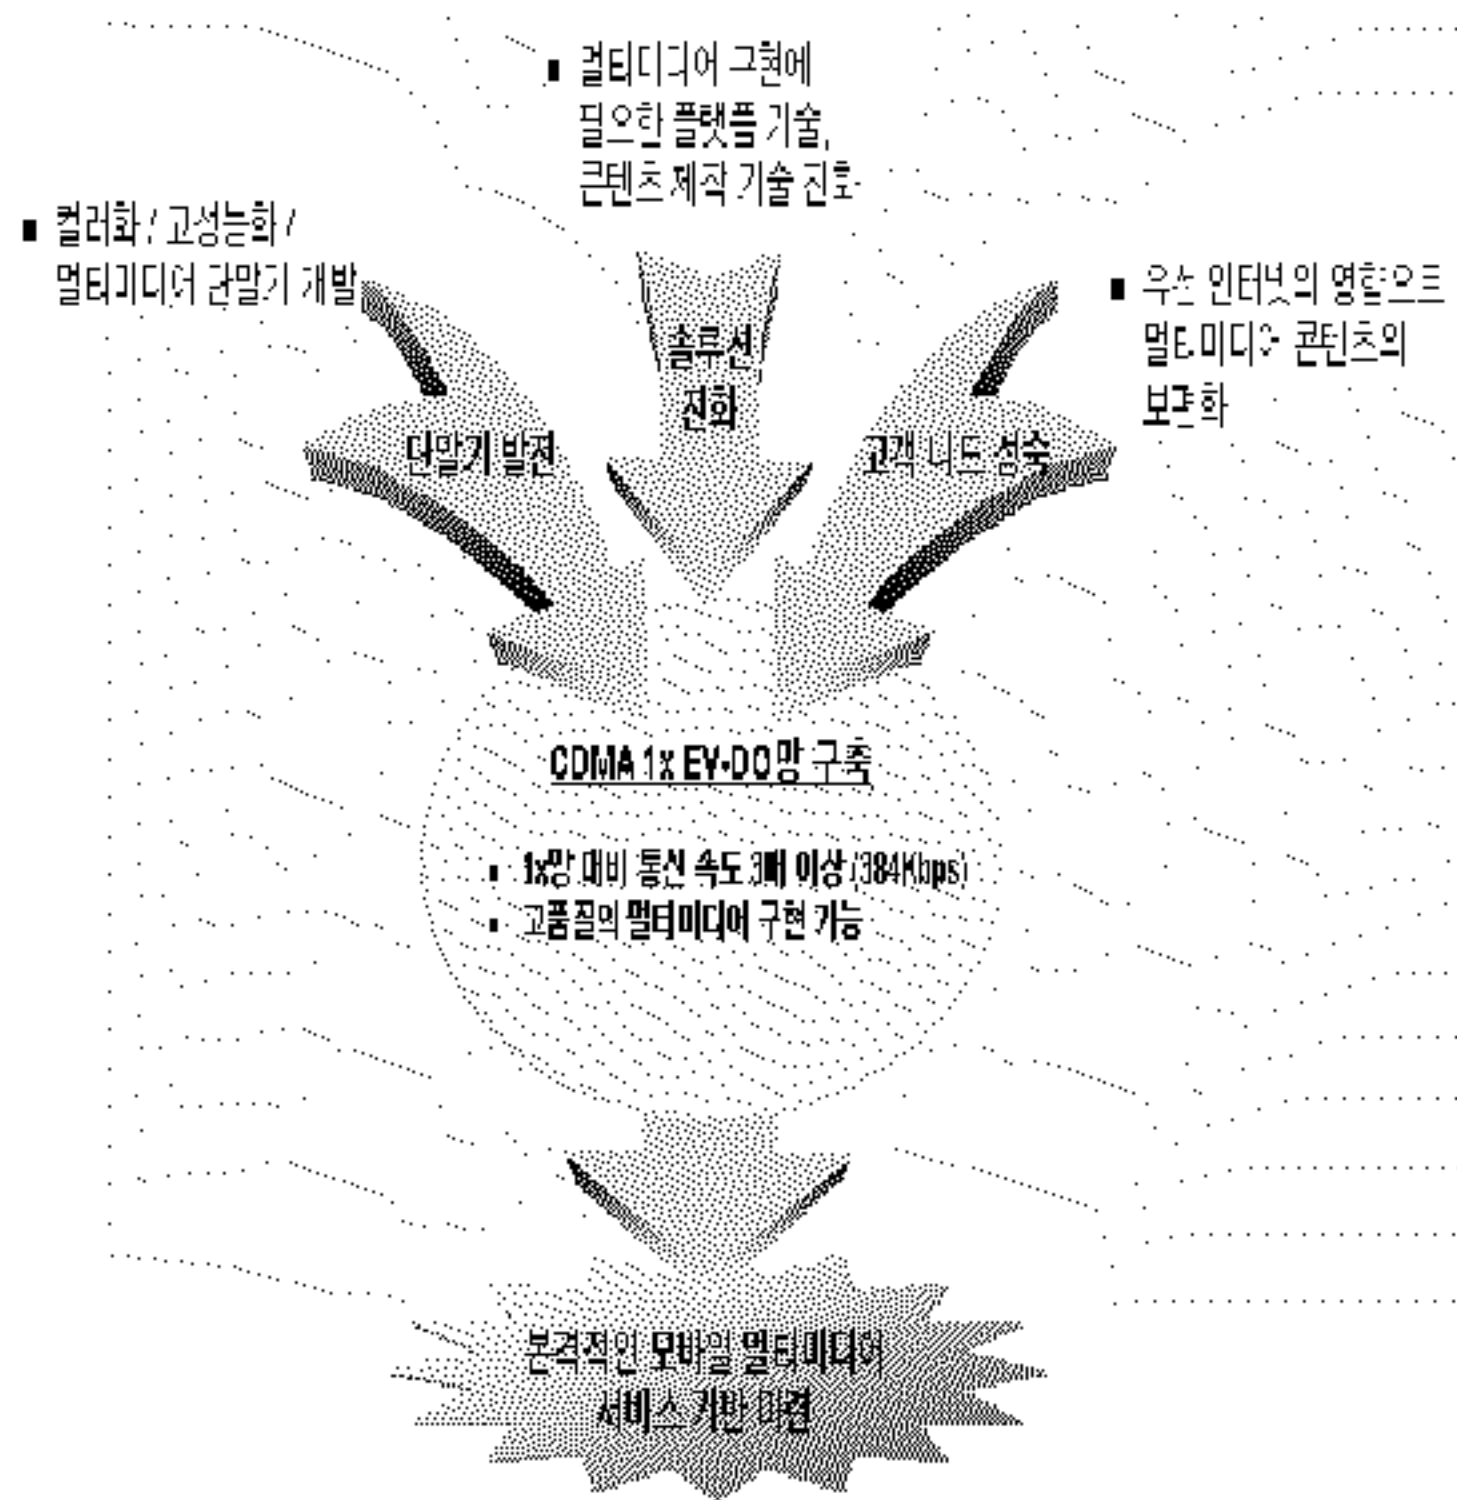 ▪ 멀티미디어 구현에
필요한 플랫폼 기술,
콘텐츠 제작 기술 진화
▪ 컬러화 / 고성능화 /
멀티미디어 단말기 개발
▪ 유선 인터넷의 영향으로
멀티미디어 콘텐츠의
보편화
솔루션
진화
단말기 발전
고객 니드 성숙
CDMA 1x EV-DO망 구축
▪ 1x망 대비 통신 속도 3배 이상 (384Kbps)
▪ 고품질의 멀티미디어 구현 가능
본격적인 모바일 멀티미디어
서비스 기반 마련